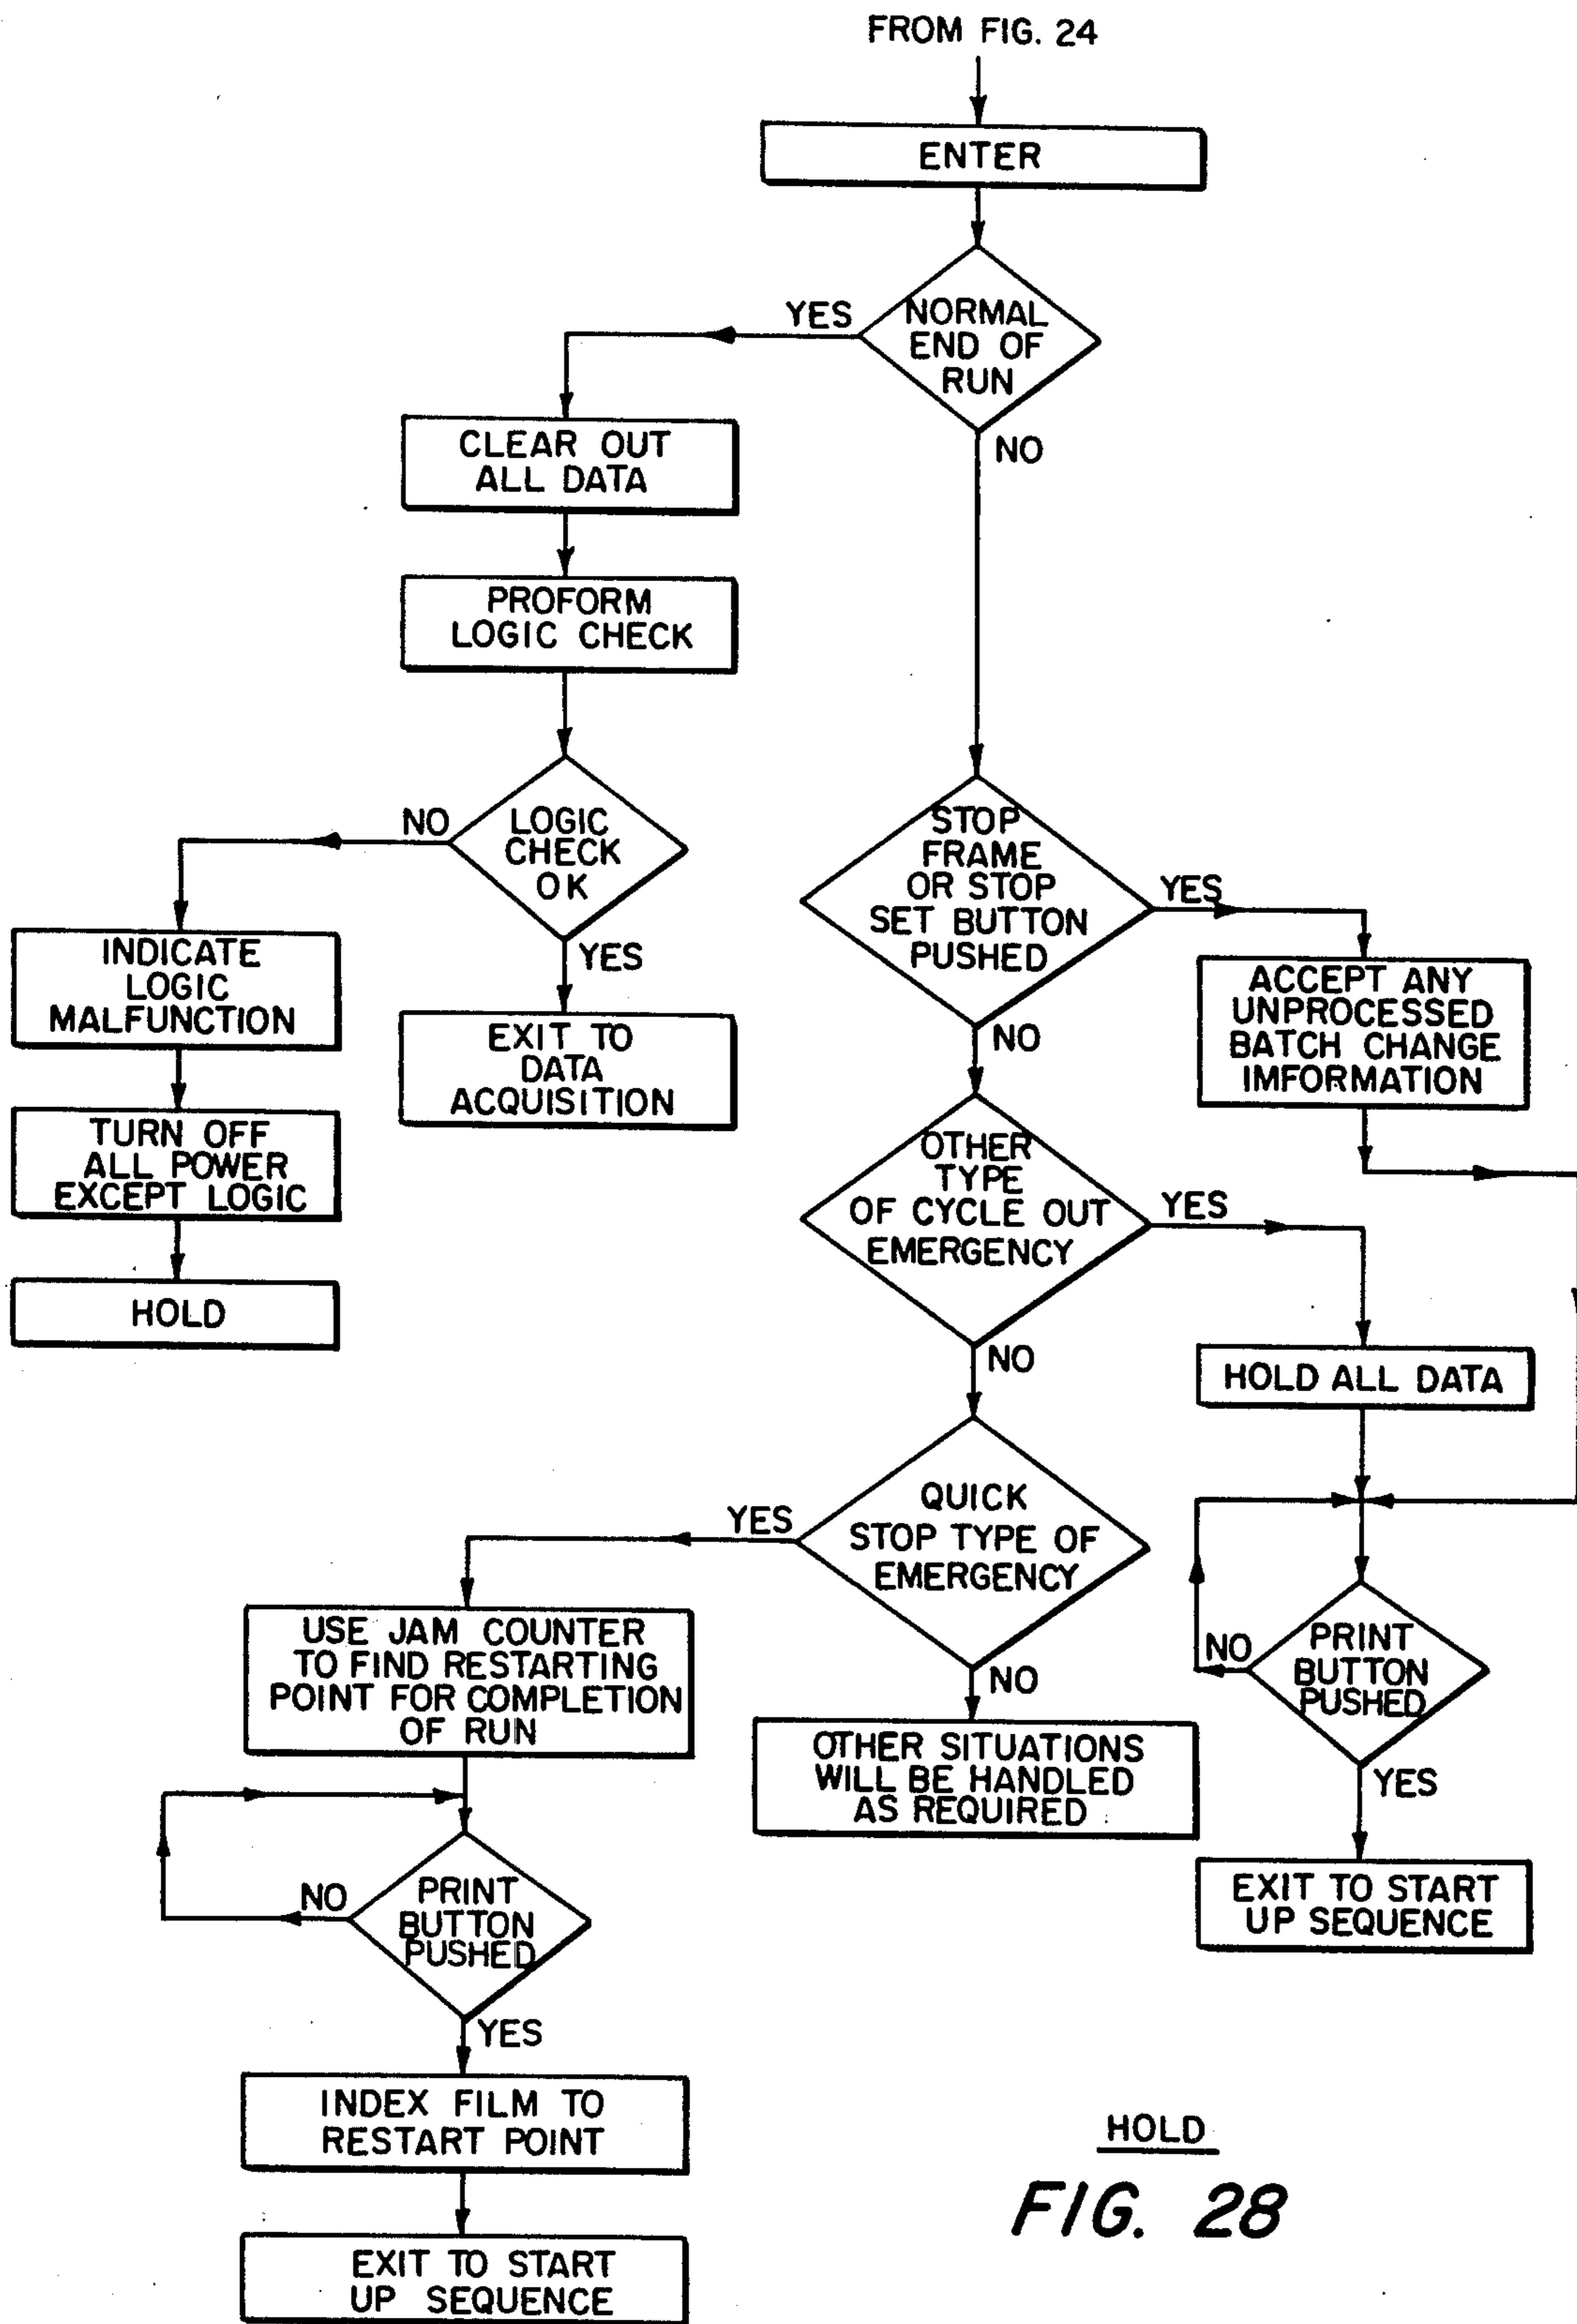 FROM FIG. 24
ENTER
NORMAL
END OF
RUN
YES
NO
CLEAR OUT
ALL DATA
PROFORM
LOGIC CHECK
LOGIC
CHECK
OK
NO
YES
INDICATE
LOGIC
MALFUNCTION
TURN OFF
ALL POWER
EXCEPT LOGIC
HOLD
EXIT TO
DATA
ACQUISITION
STOP
FRAME
OR STOP
SET BUTTON
PUSHED
YES
NO
ACCEPT ANY
UNPROCESSED
BATCH CHANGE
IMFORMATION
OTHER
TYPE
OF CYCLE OUT
EMERGENCY
YES
NO
HOLD ALL DATA
PRINT
BUTTON
PUSHED
NO
YES
EXIT TO START
UP SEQUENCE
QUICK
STOP TYPE OF
EMERGENCY
YES
NO
OTHER SITUATIONS
WILL BE HANDLED
AS REQUIRED
USE JAM COUNTER
TO FIND RESTARTING
POINT FOR COMPLETION
OF RUN
PRINT
BUTTON
PUSHED
NO
YES
INDEX FILM TO
RESTART POINT
EXIT TO START
UP SEQUENCE
HOLD
FIG. 28